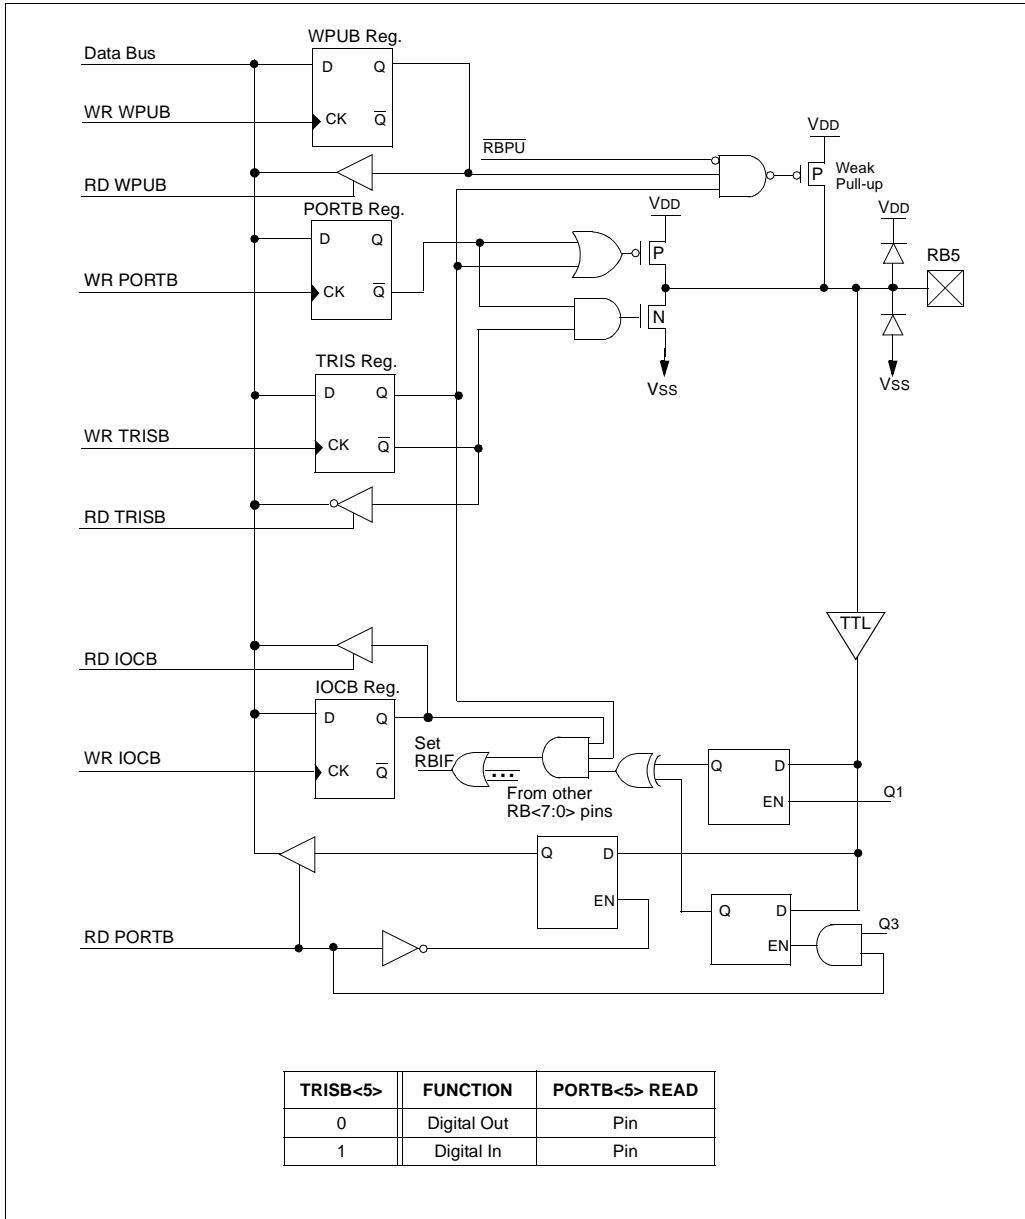 WPUB Reg.
Data Bus
D Q
WR WPUB
CK Q̅
R̅B̅P̅U̅
VDD
RD WPUB
P
Weak
Pull-up
PORTB Reg.
VDD
VDD
D Q
P
RB5
WR PORTB
CK Q̅
N
TRIS Reg.
VSS
VSS
D Q
WR TRISB
CK Q̅
RD TRISB
TTL
RD IOCB
IOCB Reg.
D Q
Set
RBIF
WR IOCB
CK Q̅
...
From other
RB<7:0> pins
Q D
EN
Q1
Q D
EN
Q D
EN
Q3
RD PORTB
TRISB<5> FUNCTION PORTB<5> READ
0 Digital Out Pin
1 Digital In Pin